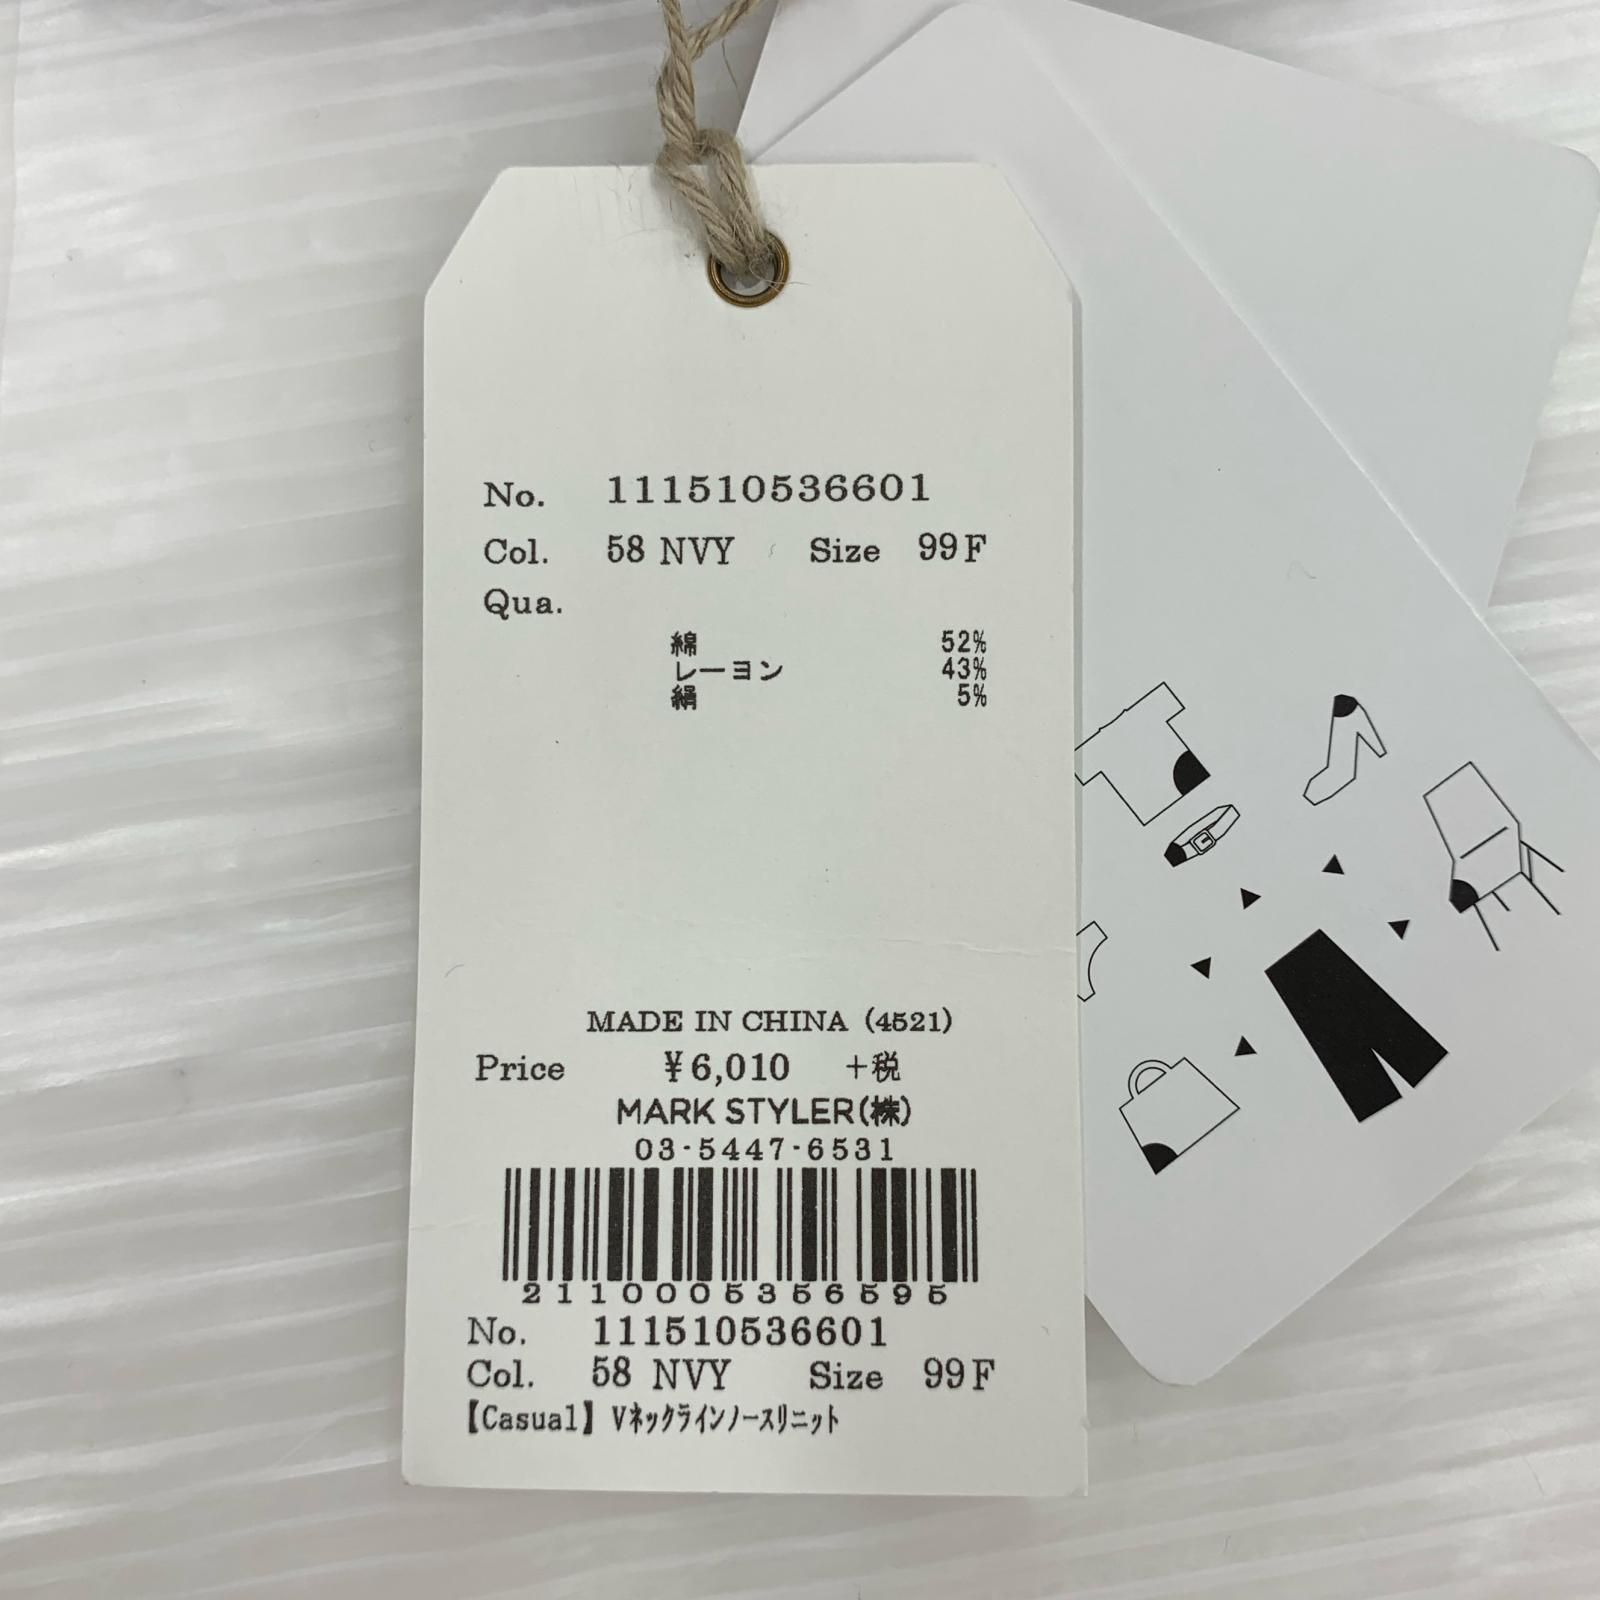 No. 111510536601
Col. 58 NVY Size 99F
Qua.
綿 52%
レーヨン 43%
絹 5%
MADE IN CHINA (4521)
Price ¥6,010 +税
MARK STYLER(株)
03-5447-6531
2110005356595
No. 111510536601
Col. 58 NVY Size 99F
【Casual】Vネックラインノースリニット